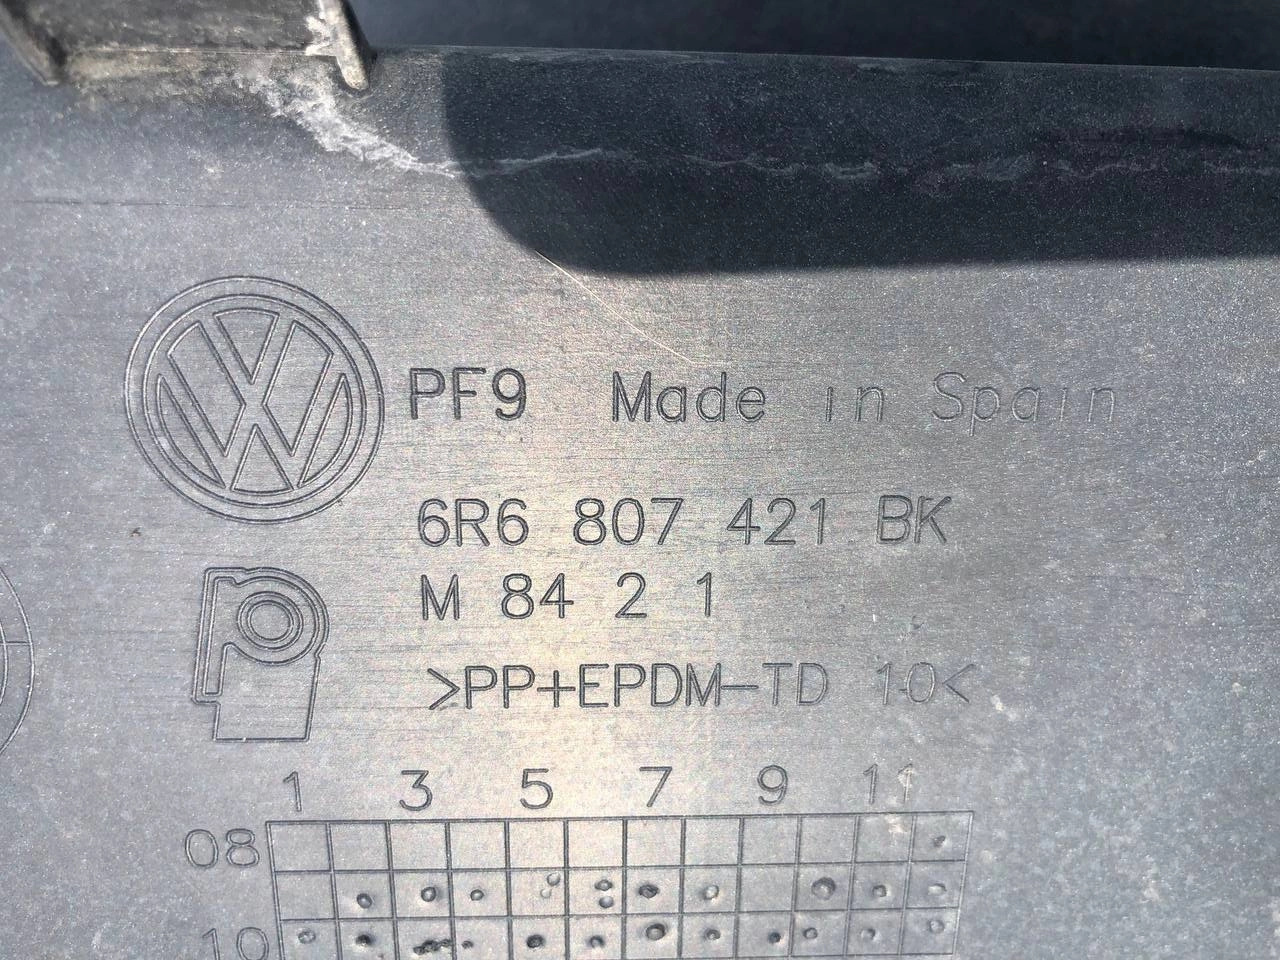 PF9 Made in Spain
6R6 807 421 BK
M 84 2 1
>PP+EPDM-TD 10<
1 3 5 7 9 11
08
10